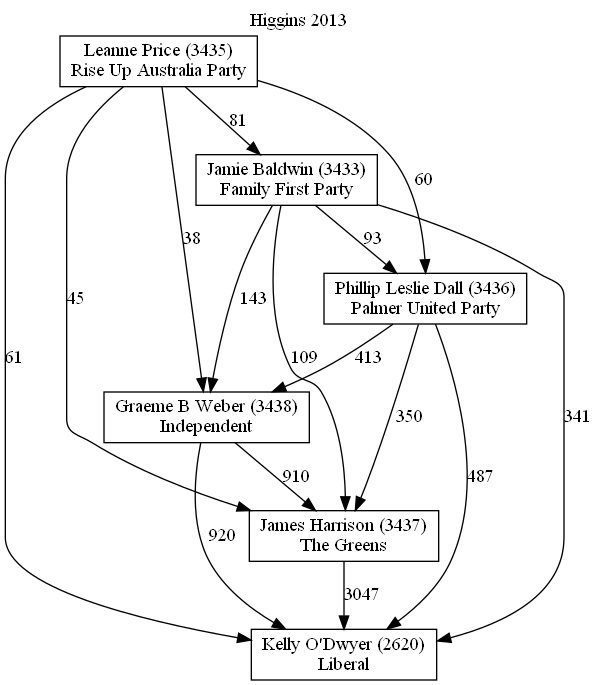 Higgins 2013
Leanne Price (3435)
Rise Up Australia Party
81
Jamie Baldwin (3433)
Family First Party
60
38
93
Phillip Leslie Dall (3436)
Palmer United Party
45
143
61
109
413
341
Graeme B Weber (3438)
Independent
350
910
487
James Harrison (3437)
The Greens
920
3047
Kelly O'Dwyer (2620)
Liberal